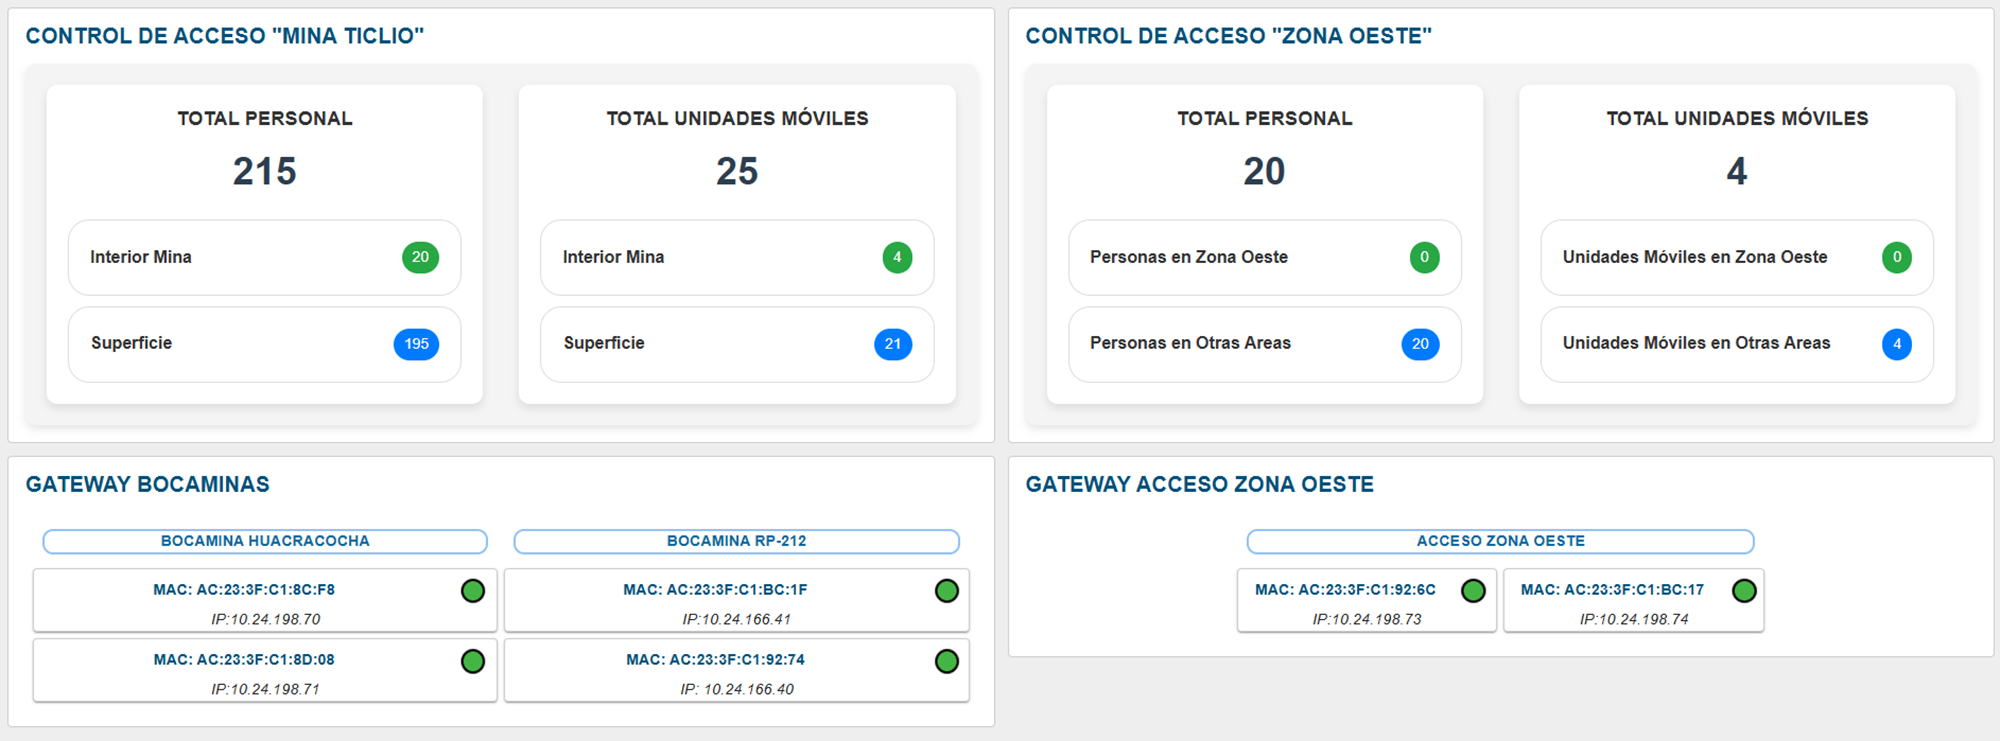 CONTROL DE ACCESO "MINA TICLIO"
TOTAL PERSONAL
215
Interior Mina 20
Superficie 195
TOTAL UNIDADES MÓVILES
25
Interior Mina 4
Superficie 21
CONTROL DE ACCESO "ZONA OESTE"
TOTAL PERSONAL
20
Personas en Zona Oeste 0
Personas en Otras Areas 20
TOTAL UNIDADES MÓVILES
4
Unidades Móviles en Zona Oeste 0
Unidades Móviles en Otras Areas 4
GATEWAY BOCAMINAS
BOCAMINA HUACRACOCHA
MAC: AC:23:3F:C1:8C:F8
IP:10.24.198.70
MAC: AC:23:3F:C1:8D:08
IP:10.24.198.71
BOCAMINA RP-212
MAC: AC:23:3F:C1:BC:1F
IP:10.24.166.41
MAC: AC:23:3F:C1:92:74
IP: 10.24.166.40
GATEWAY ACCESO ZONA OESTE
ACCESO ZONA OESTE
MAC: AC:23:3F:C1:92:6C
IP:10.24.198.73
MAC: AC:23:3F:C1:BC:17
IP:10.24.198.74